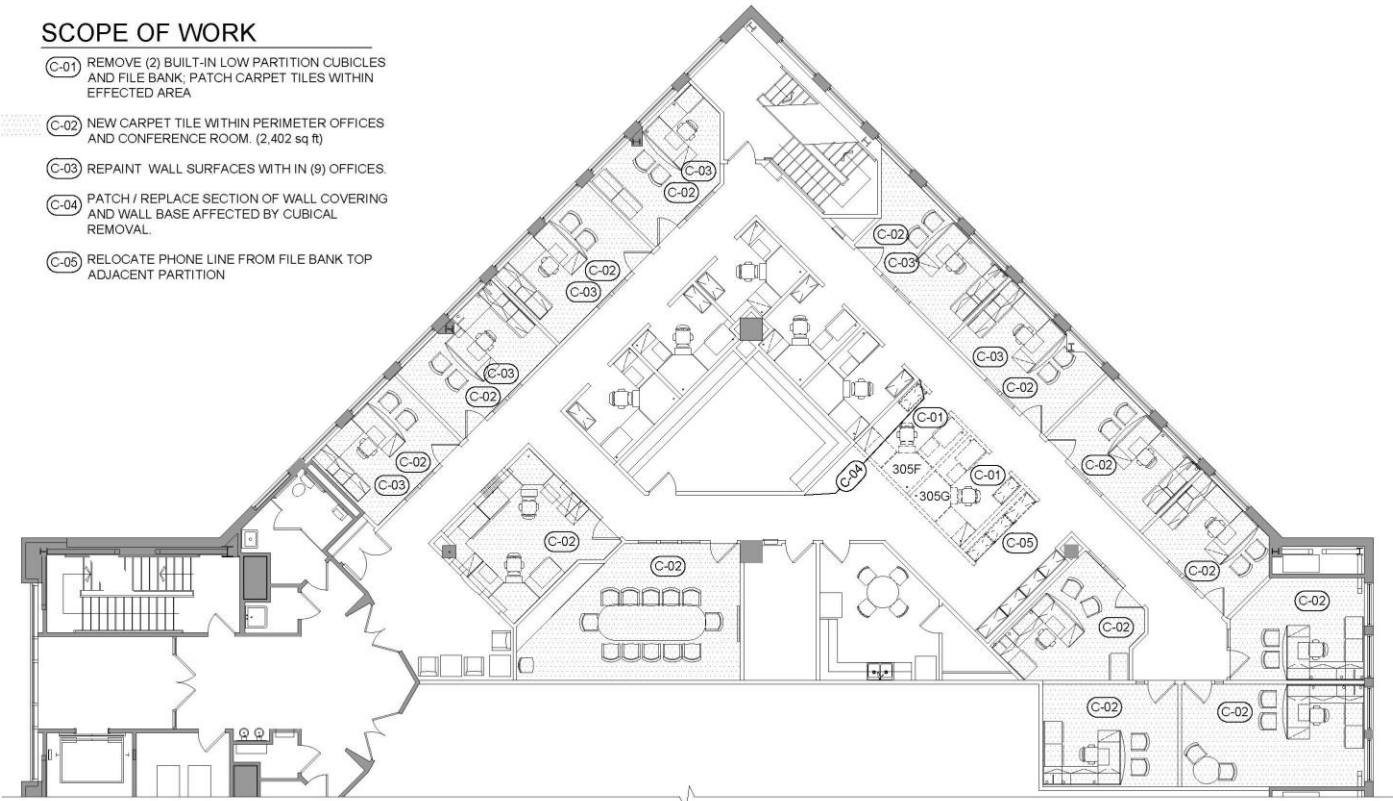 SCOPE OF WORK
C-01 REMOVE (2) BUILT-IN LOW PARTITION CUBICLES
AND FILE BANK; PATCH CARPET TILES WITHIN
EFFECTED AREA
C-02 NEW CARPET TILE WITHIN PERIMETER OFFICES
AND CONFERENCE ROOM. (2,402 sq ft)
C-03 REPAINT WALL SURFACES WITH IN (9) OFFICES.
C-04 PATCH / REPLACE SECTION OF WALL COVERING
AND WALL BASE AFFECTED BY CUBICAL
REMOVAL.
C-05 RELOCATE PHONE LINE FROM FILE BANK TOP
ADJACENT PARTITION
C-03
C-02
C-02
C-03
C-02
C-03
C-03
C-02
C-03
C-02
C-01
C-02
C-03
C-02
C-04
305F
C-01
305G
C-02
C-05
C-02
C-02
C-02
C-02
C-02
C-02
C-02